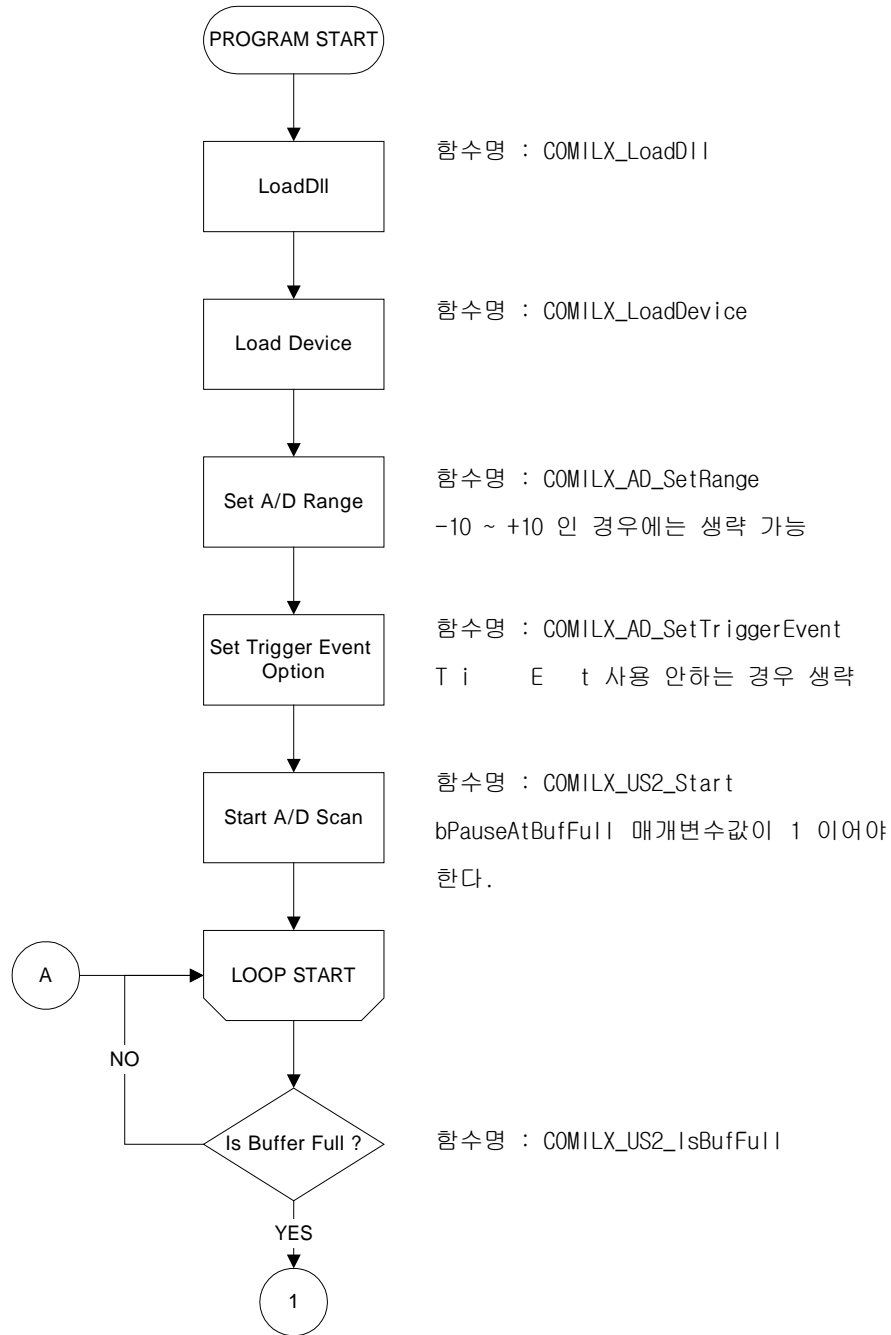 PROGRAM START
LoadDll
함수명 : COMILX_LoadDll
Load Device
함수명 : COMILX_LoadDevice
Set A/D Range
함수명 : COMILX_AD_SetRange
-10 ~ +10 인 경우에는 생략 가능
Set Trigger Event
Option
함수명 : COMILX_AD_SetTriggerEvent
T i E t 사용 안하는 경우 생략
Start A/D Scan
함수명 : COMILX_US2_Start
bPauseAtBufFull 매개변수값이 1 이어야
한다.
A
LOOP START
NO
Is Buffer Full ?
함수명 : COMILX_US2_IsBufFull
YES
1